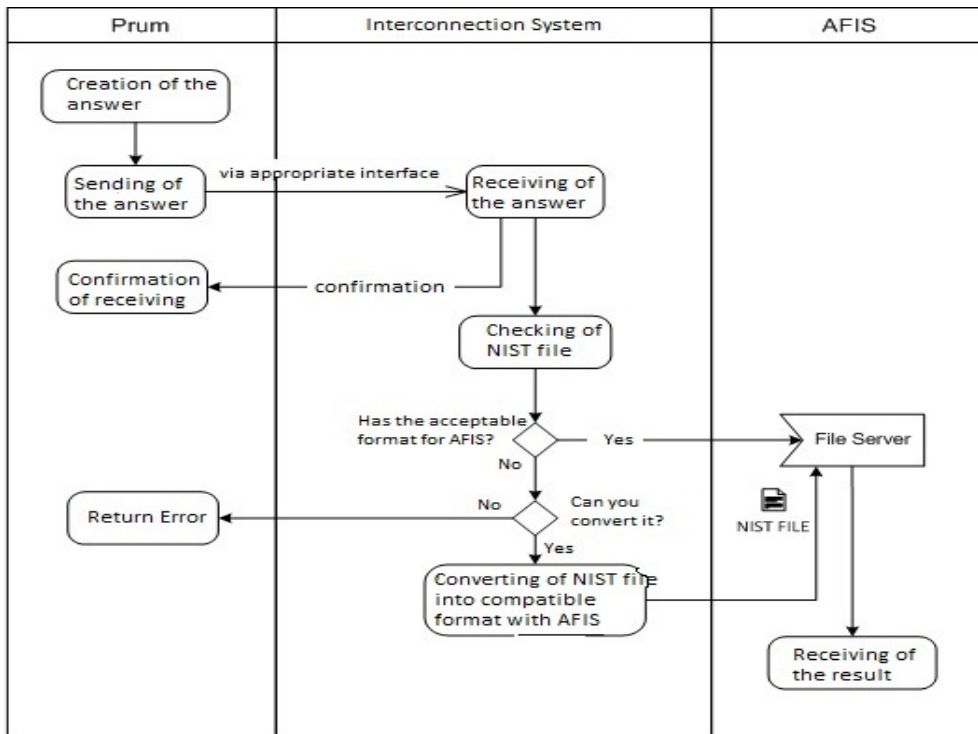 Prum
Interconnection System
AFIS
Creation of the
answer
Sending of
the answer
via appropriate interface
Receiving of
the answer
Confirmation
of receiving
confirmation
Checking of
NIST file
Has the acceptable
format for AFIS?
Yes
File Server
No
Return Error
No
Can you
convert it?
NIST FILE
Yes
Converting of NIST file
into compatible
format with AFIS
Receiving of
the result